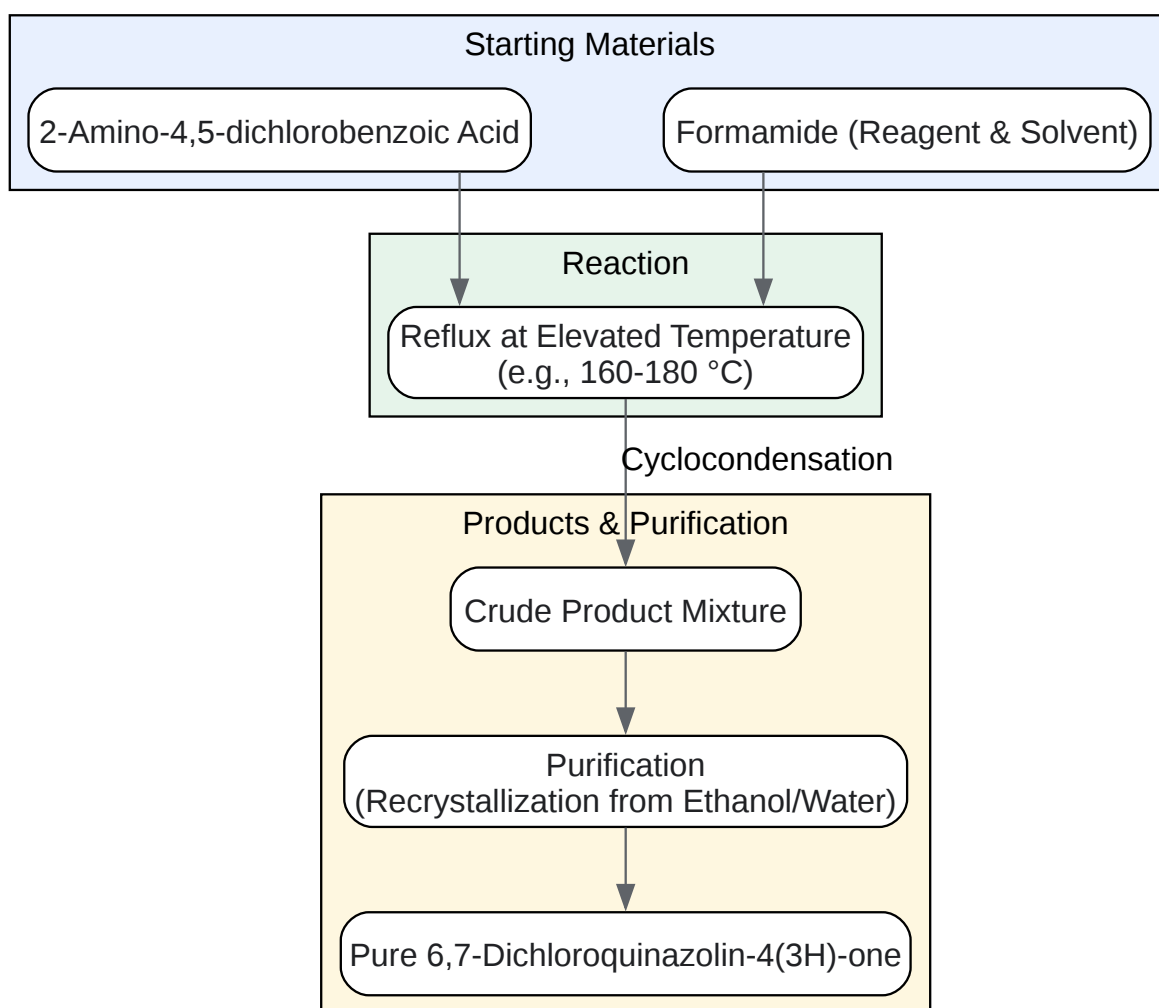 Starting Materials
2-Amino-4,5-dichlorobenzoic Acid
Formamide (Reagent & Solvent)
Reaction
Reflux at Elevated Temperature
(e.g., 160-180 °C)
Cyclocondensation
Products & Purification
Crude Product Mixture
Purification
(Recrystallization from Ethanol/Water)
Pure 6,7-Dichloroquinazolin-4(3H)-one